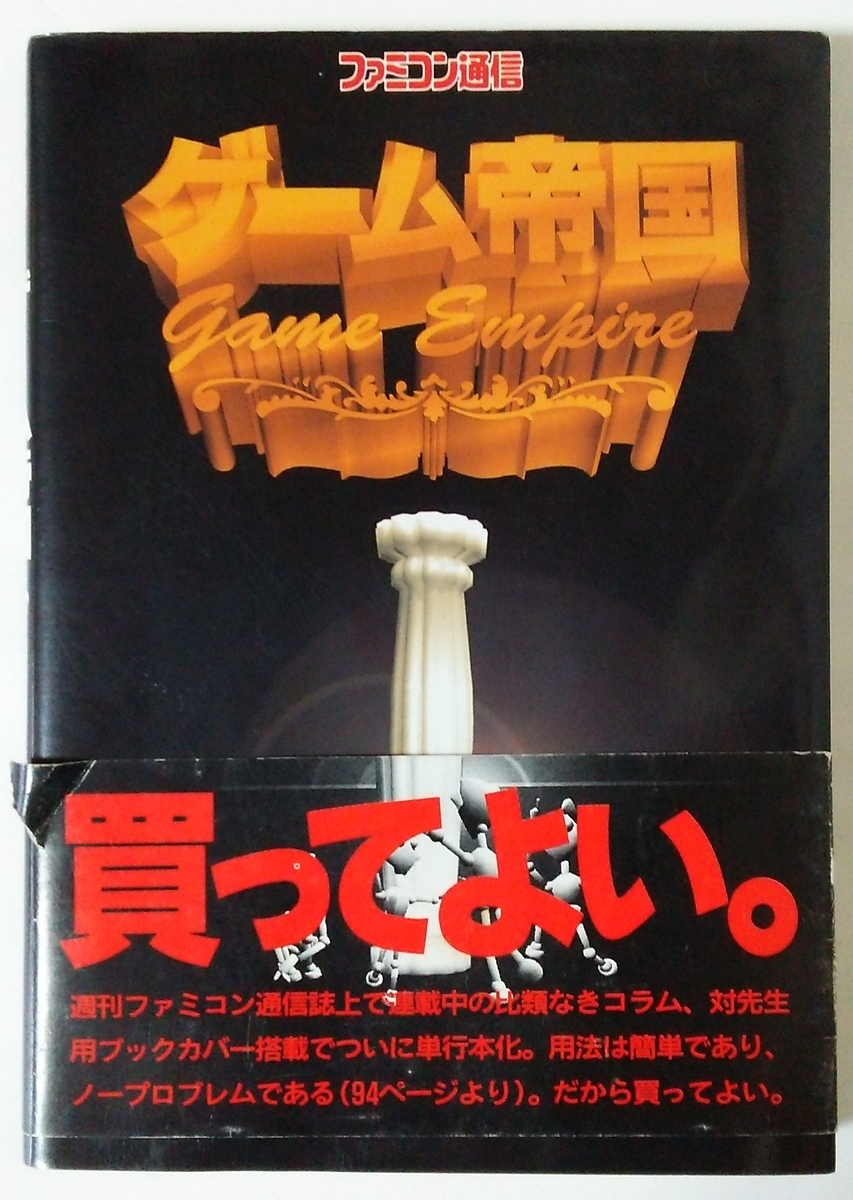 ファミコン通信
ゲーム帝国
Game Empire
買ってよい。
週刊ファミコン通信誌上で連載中の比類なきコラム、対先生
用ブックカバー搭載でついに単行本化。用法は簡単であり、
ノープロブレムである(94ページより)。だから買ってよい。